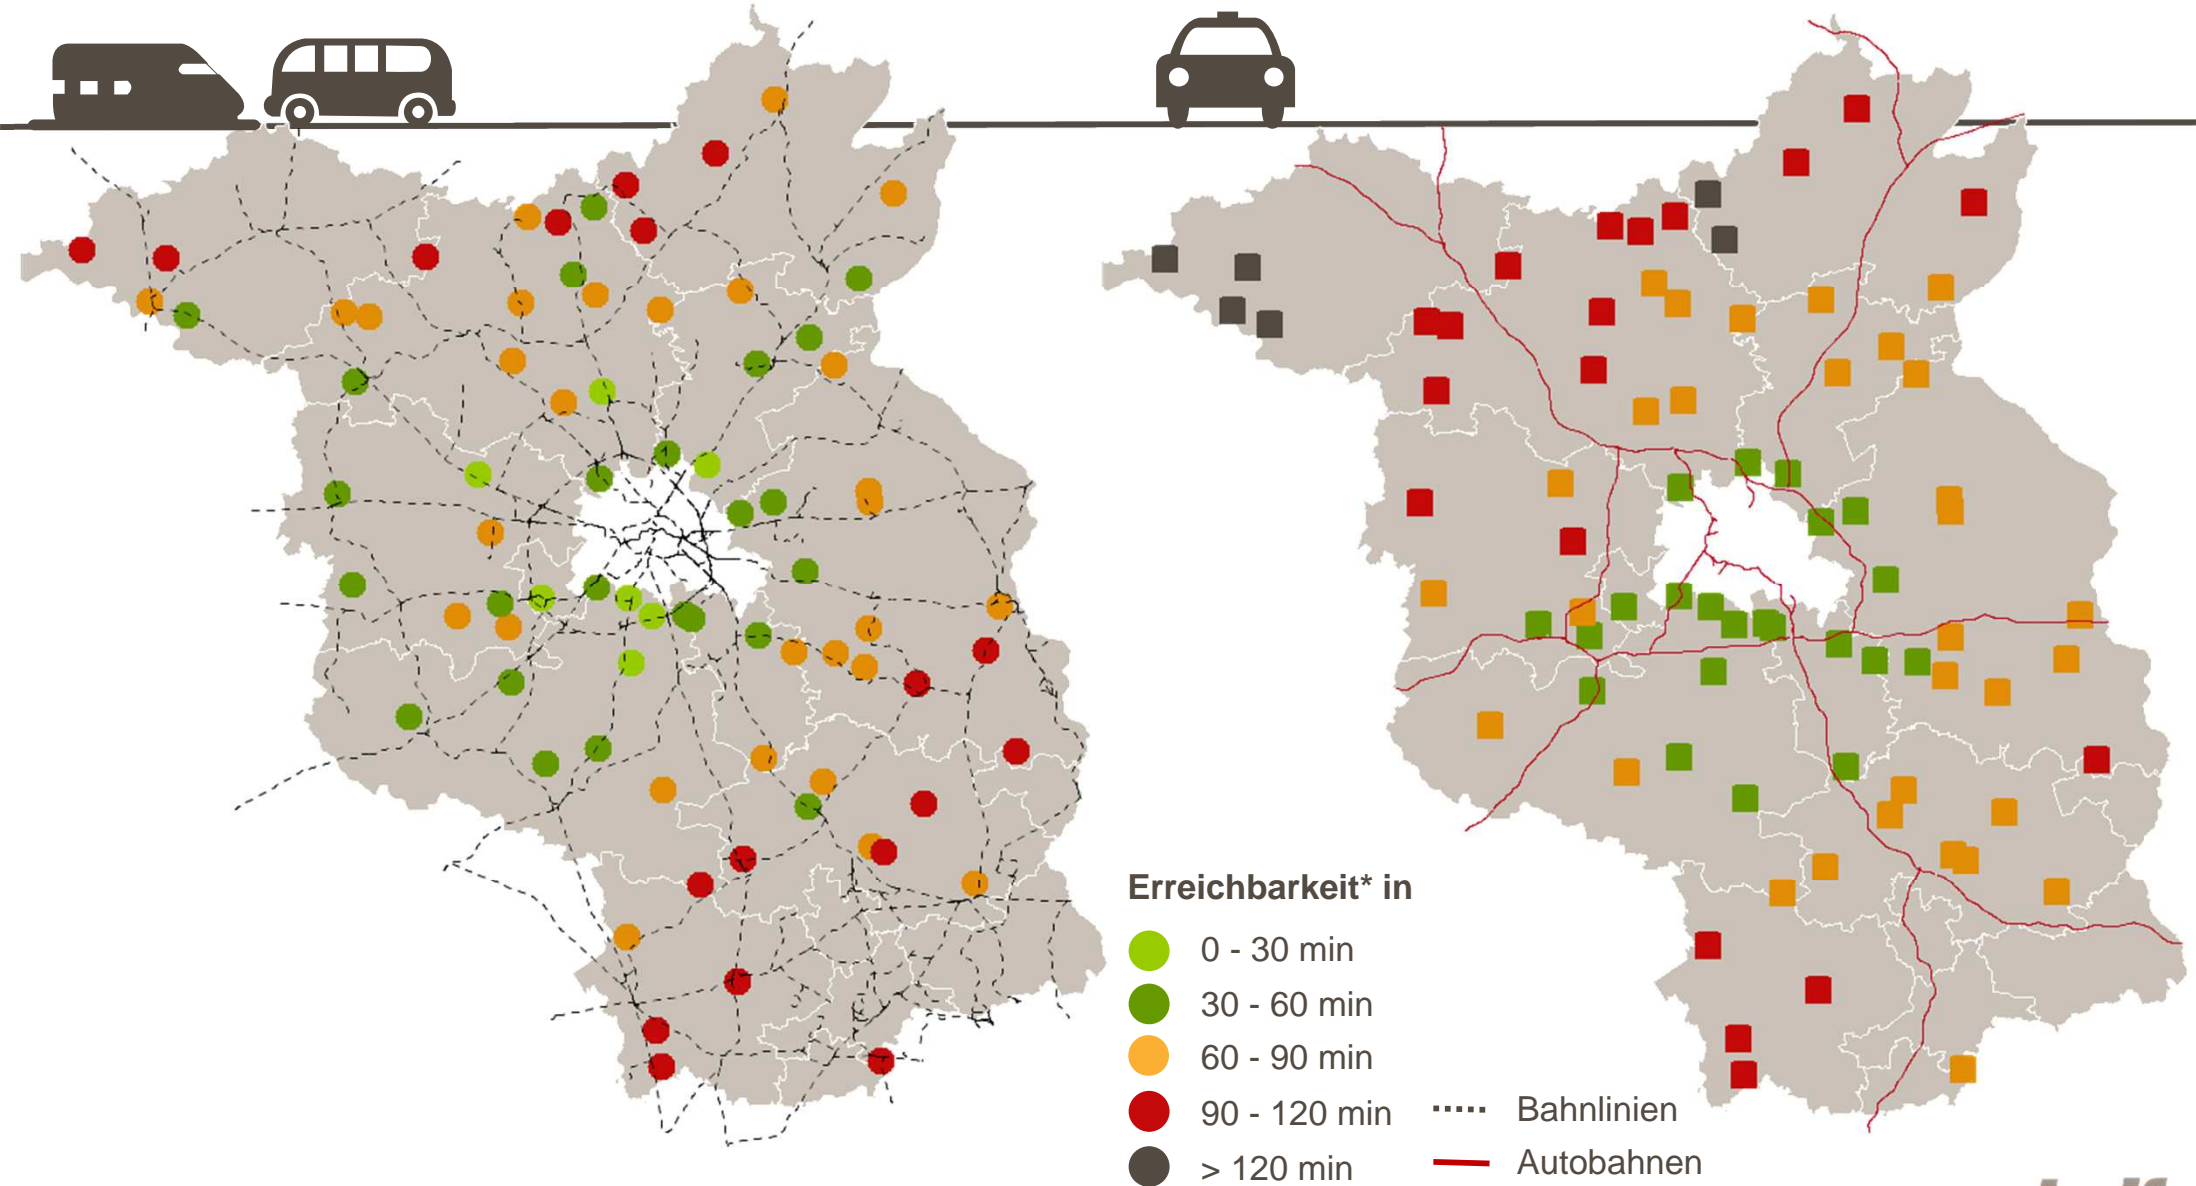 Erreichbarkeit* in
0 - 30 min
30 - 60 min
60 - 90 min
90 - 120 min
> 120 min
Bahnlinien
Autobahnen